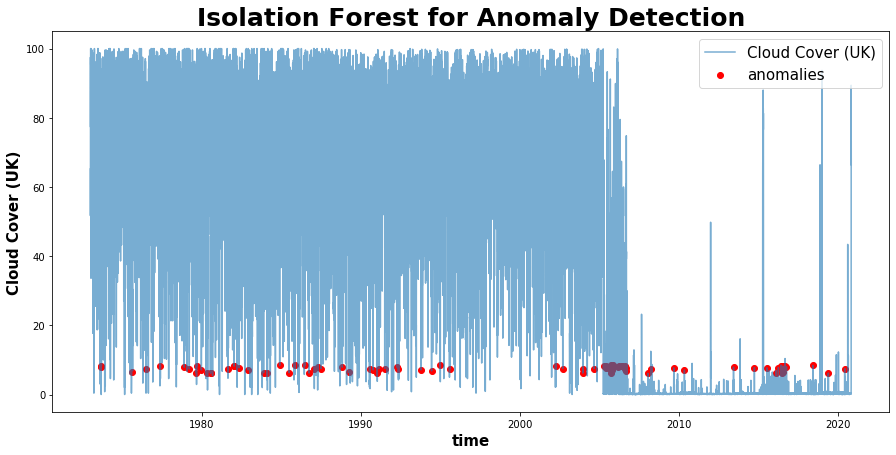 Isolation Forest for Anomaly Detection
Cloud Cover (UK)
anomalies
Cloud Cover (UK)
100
80
60
40
20
0
1980 1990 2000 2010 2020
time